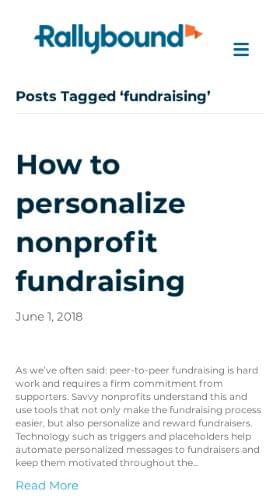 Rallybound
Posts Tagged ‘fundraising’
How to
personalize
nonprofit
fundraising
June 1, 2018
As we’ve often said: peer-to-peer fundraising is hard
work and requires a firm commitment from
supporters. Savvy nonprofits understand this and
use tools that not only make the fundraising process
easier, but also personalize and reward fundraisers.
Technology such as triggers and placeholders help
automate personalized messages to fundraisers and
keep them motivated throughout the...
Read More